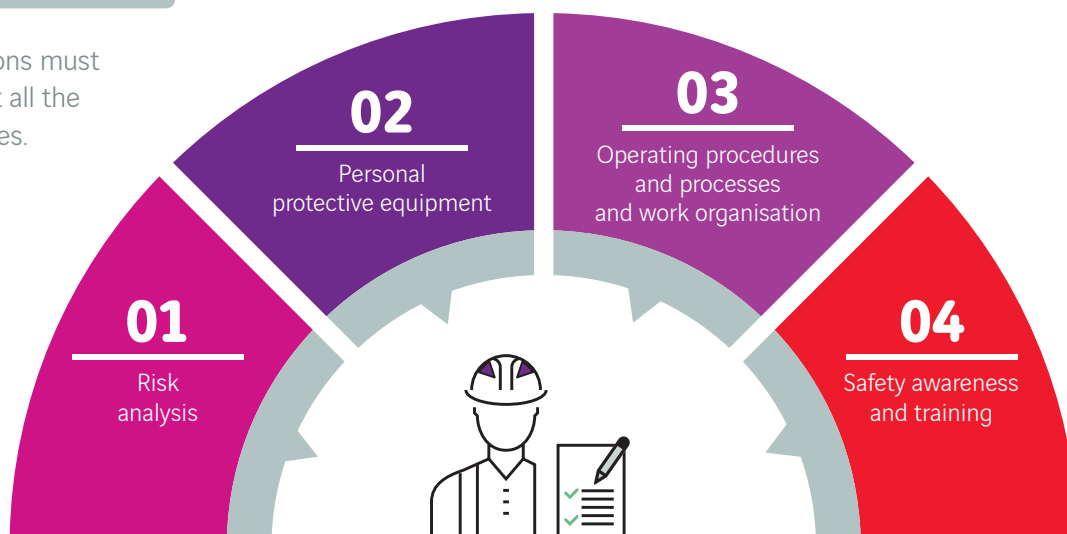 ons must
all the
es.
01
Risk
analysis
02
Personal
protective equipment
03
Operating procedures
and processes
and work organisation
04
Safety awareness
and training